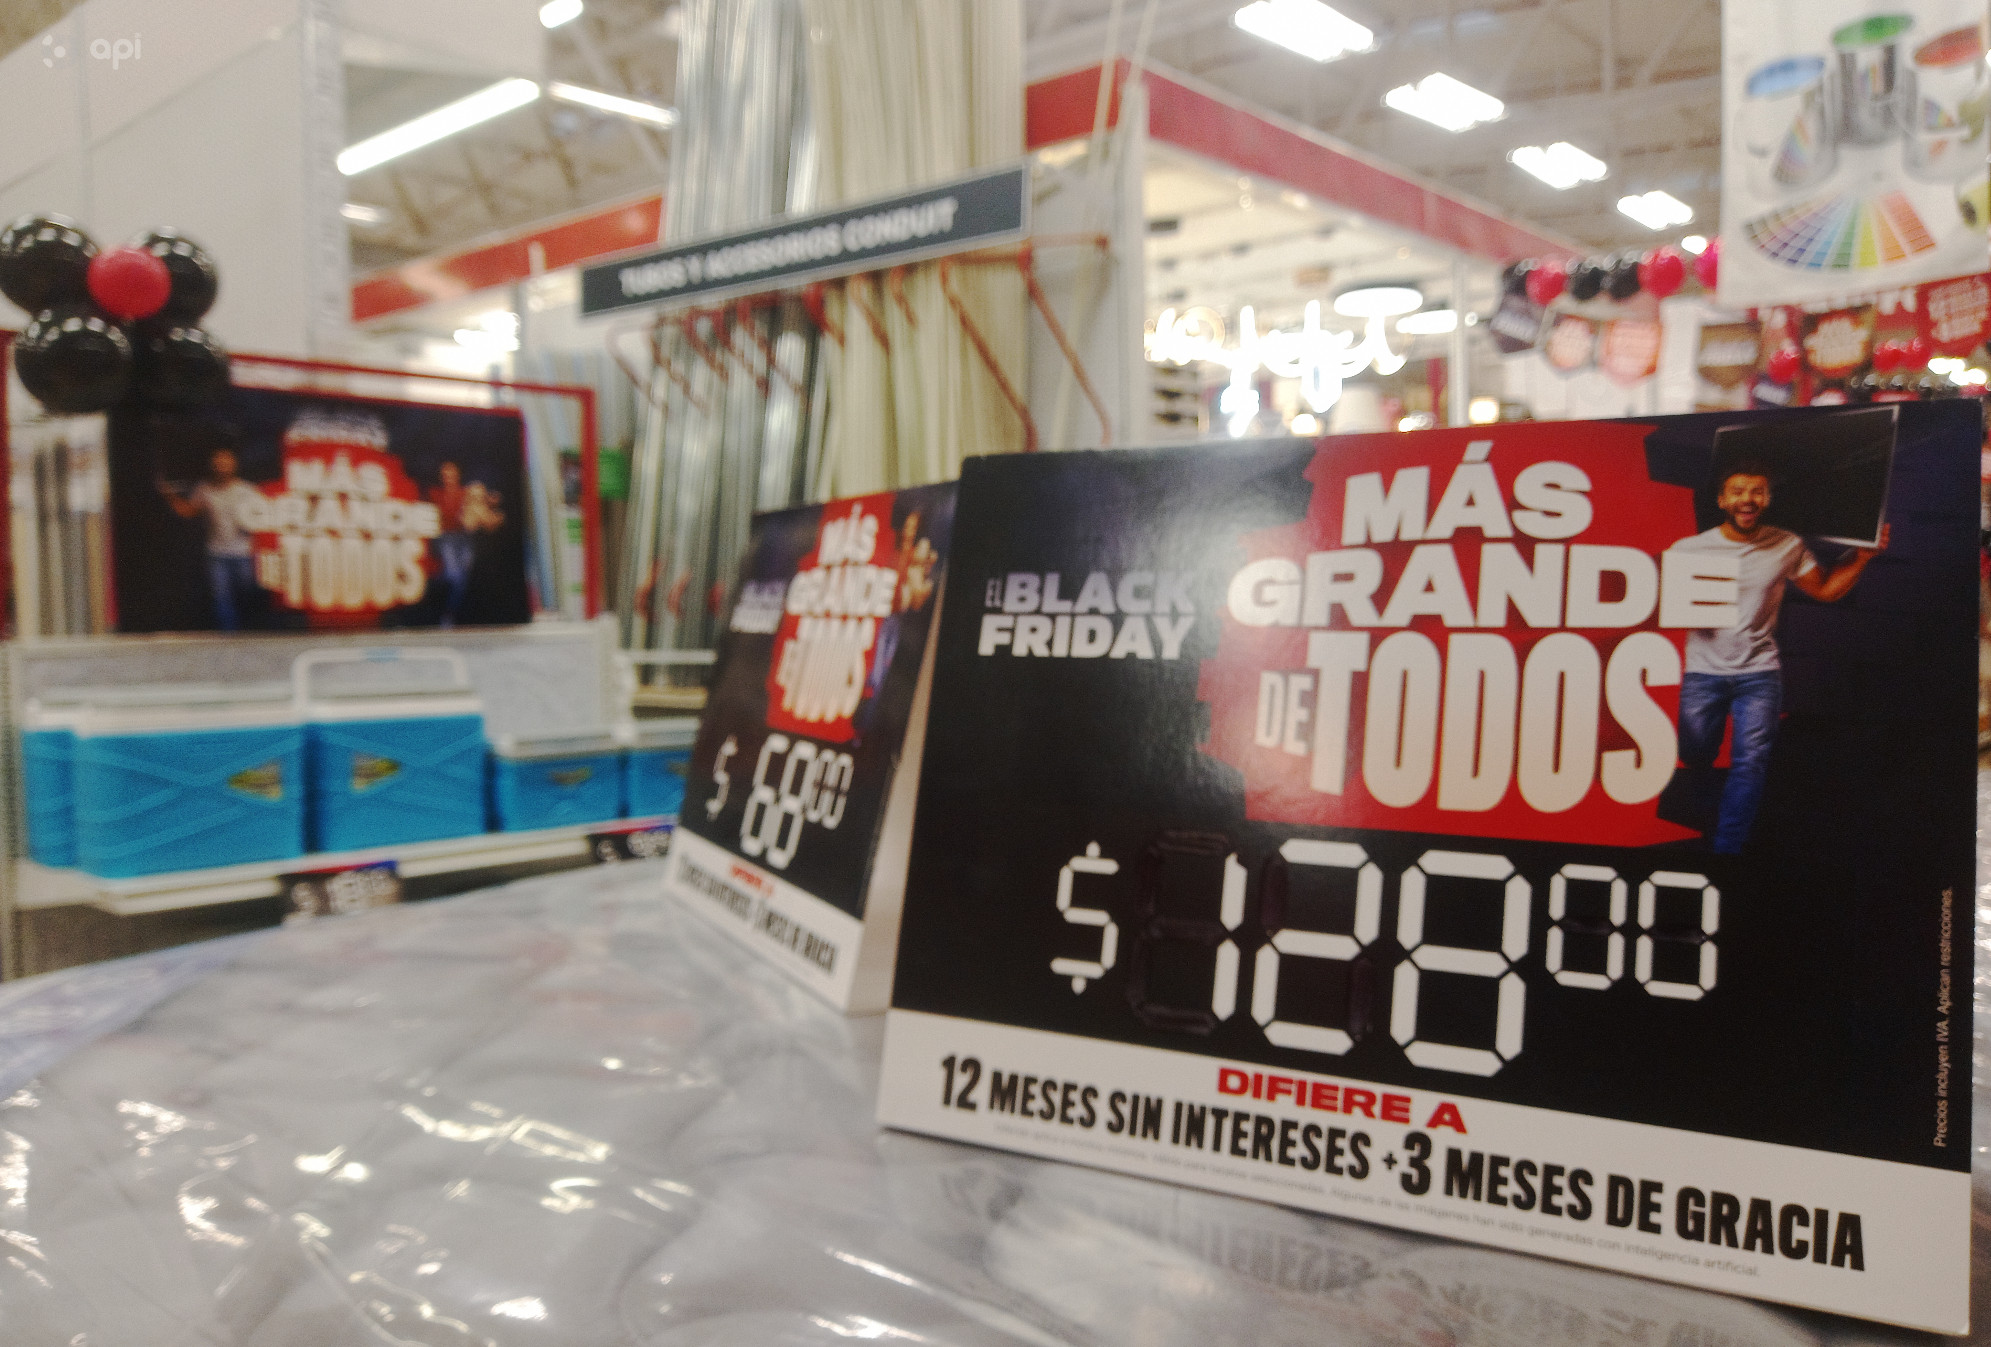 api
TUBOS Y ACCESORIOS CONDUIT
MÁS
GRANDE
DE TODOS
MÁS
GRANDE
DE TODOS
$ 68 00
EL BLACK
FRIDAY
MÁS
GRANDE
DE TODOS
$ 128 00
DIFIERE A
12 MESES SIN INTERESES + 3 MESES DE GRACIA
Precios incluyen IVA. Aplican restricciones.